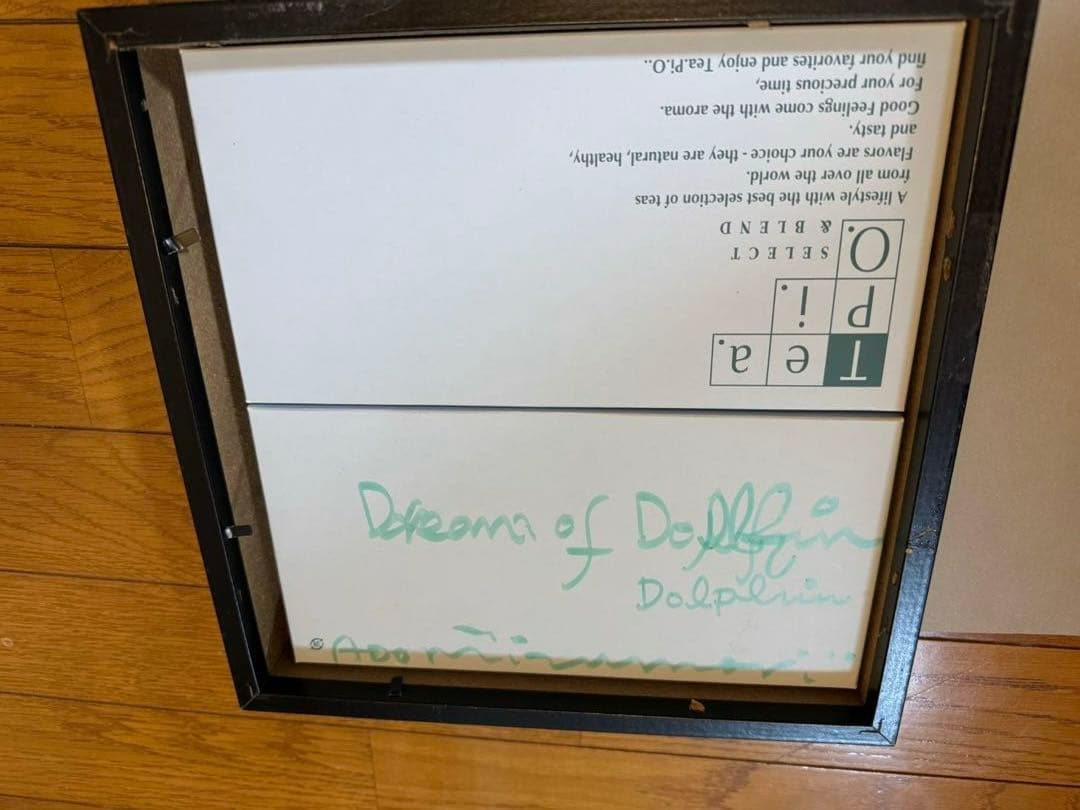 Tea.
Pi.
O.
SELECT
& BLEND
A lifestyle with the best selection of teas
from all over the world.
Flavors are your choice - they are natural, healthy,
and tasty.
Good Feelings come with the aroma.
For your precious time,
find your favorites and enjoy Tea.Pi.O..
of
Dolphin